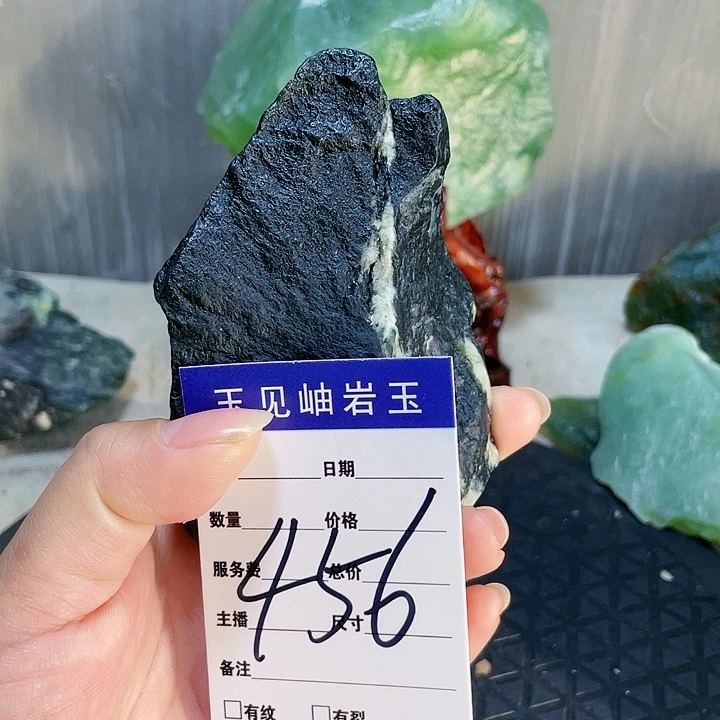 玉见岫岩玉
日期
数量 价格
服务费 总价
456
主播 尺寸
备注
□有纹 □有裂